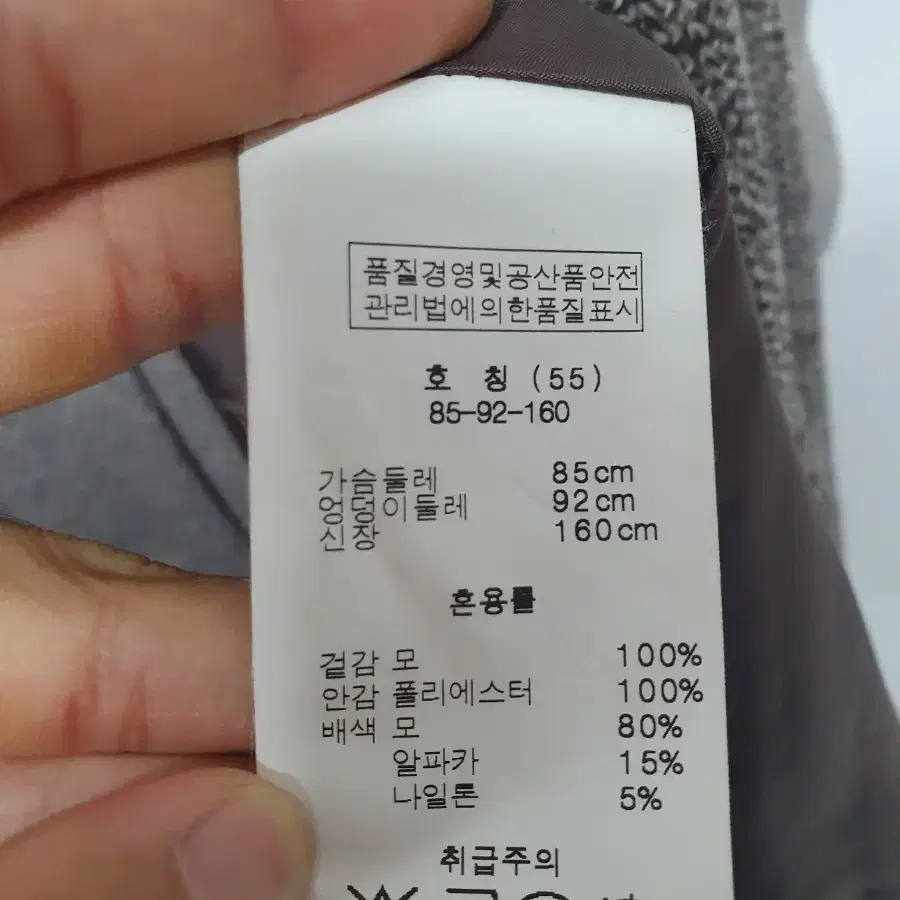 품질경영및공산품안전
관리법에의한품질표시
호 칭 (55)
85-92-160
가슴둘레 85cm
엉덩이둘레 92cm
신장 160cm
혼용률
겉감 모 100%
안감 폴리에스터 100%
배색 모 80%
알파카 15%
나일론 5%
취급주의